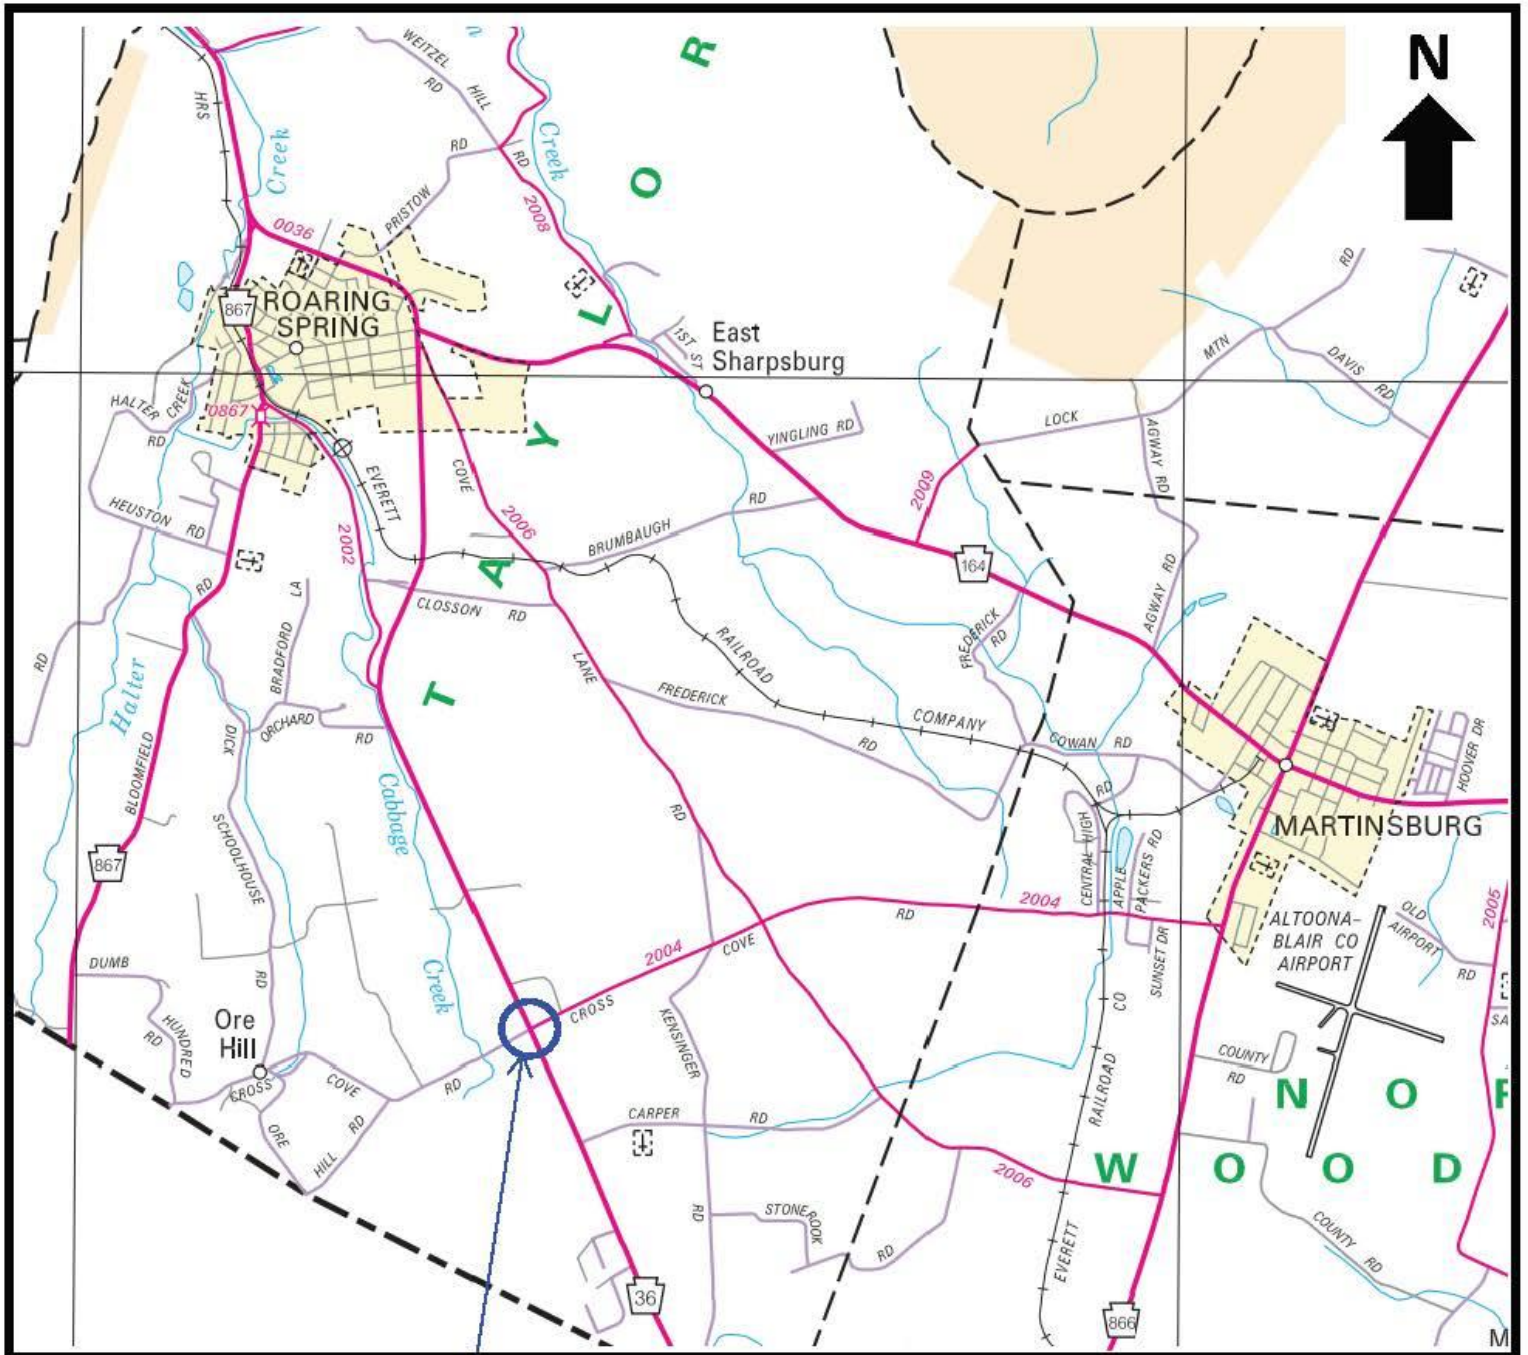 N
WEITZEL
RD
HILL
R
HRS
Creek
RD
RD
Creek
O
PRISTOW
2008
0036
RD
867
ROARING
SPRING
L
1ST ST
East
Sharpsburg
MTN
DAVIS
RD
HALTER
CREEK
RD
0867
LOCK
YINGLING RD
AGWAY RD
Y
EVERETT
COVE
2009
RD
HEUSTON RD
2002
2006
BRUMBAUGH
164
A
RD
LA
CLOSSON RD
FREDERICK
RD
AGWAY RD
RD
Halter
BRADFORD
RAILROAD
LANE
T
FREDERICK
RD
COMPANY
COWAN RD
DICK
ORCHARD
RD
HOOVER DR
BLOOMFIELD
Cabbage
RD
RD
MARTINSBURG
867
SCHOOLHOUSE
CENTRAL HIGH
APPLE
PACKERS RD
2004
RD
2005
OLD
AIRPORT
RD
ALTOONA-
BLAIR CO
AIRPORT
2004
COVE
SUNSET DR
DUMB
HUNDRED
RD
RD
Creek
CROSS
CO
SA
Ore
Hill
KENSINGER
COUNTY
RD
CROSS
COVE
RD
RAILROAD
N
O
R
ORE
HILL
RD
CARPER
RD
2006
W
O
O
D
RD
STONEROOK
RD
COUNTY
RD
EVERETT
36
866
M